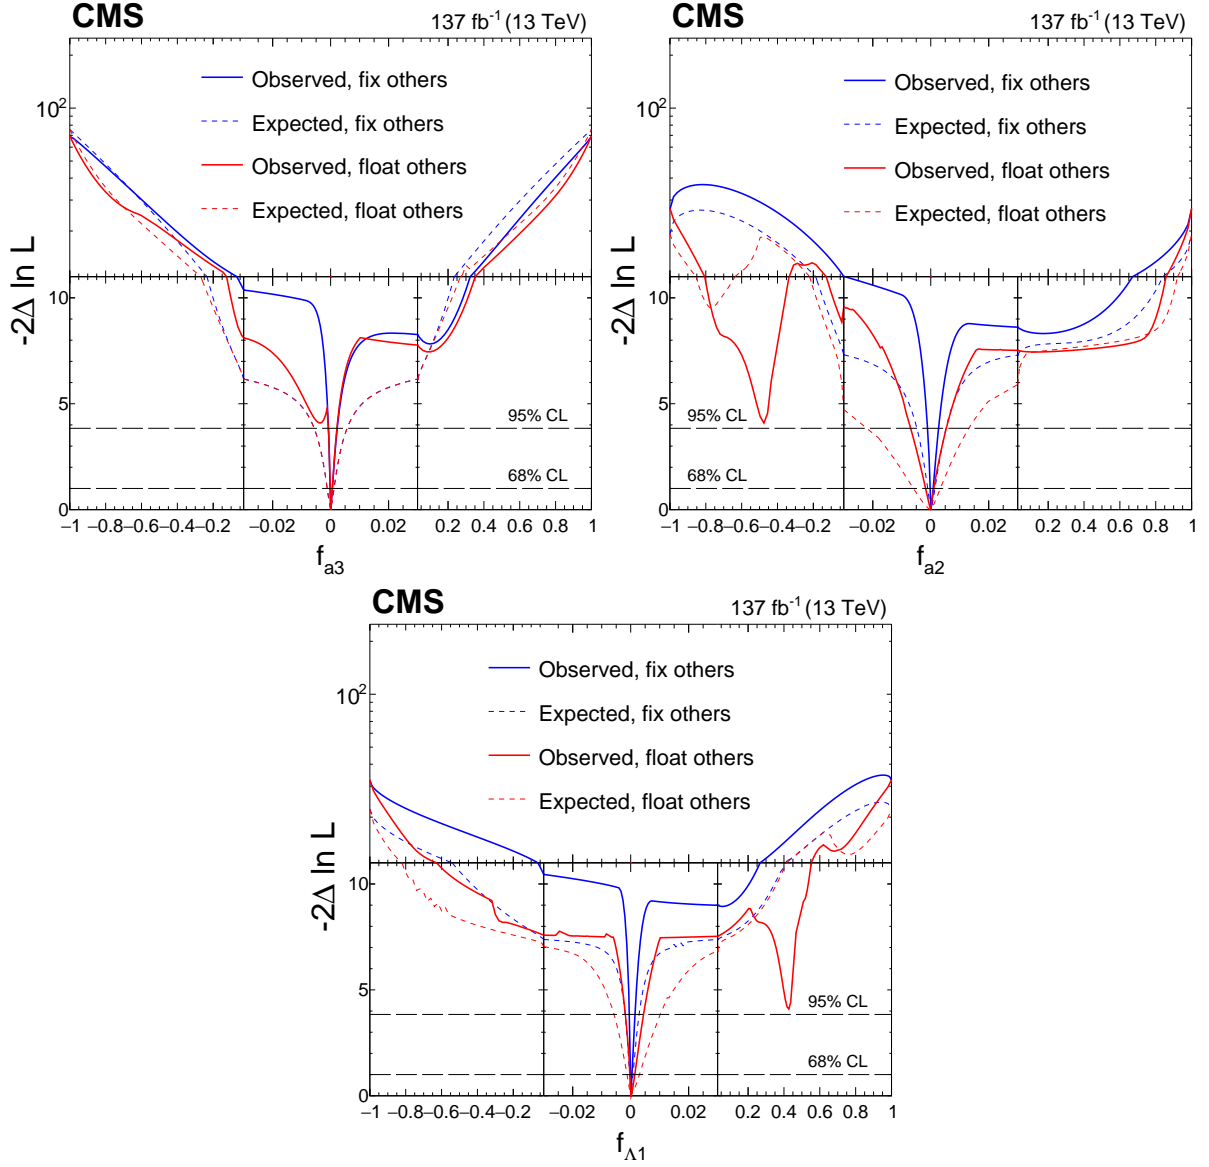 CMS 137 fb⁻¹ (13 TeV)
Observed, fix others
Expected, fix others
Observed, float others
Expected, float others
10²
10
5
0
95% CL
68% CL
-2Δ ln L
−1 −0.8 −0.6 −0.4 −0.2 −0.02 0 0.02 0.2 0.4 0.6 0.8 1
f_a3
CMS 137 fb⁻¹ (13 TeV)
Observed, fix others
Expected, fix others
Observed, float others
Expected, float others
10²
10
5
0
95% CL
68% CL
-2Δ ln L
−1 −0.8 −0.6 −0.4 −0.2 −0.02 0 0.02 0.2 0.4 0.6 0.8 1
f_a2
CMS 137 fb⁻¹ (13 TeV)
Observed, fix others
Expected, fix others
Observed, float others
Expected, float others
10²
10
5
0
95% CL
68% CL
-2Δ ln L
−1 −0.8 −0.6 −0.4 −0.2 −0.02 0 0.02 0.2 0.4 0.6 0.8 1
f_Λ1